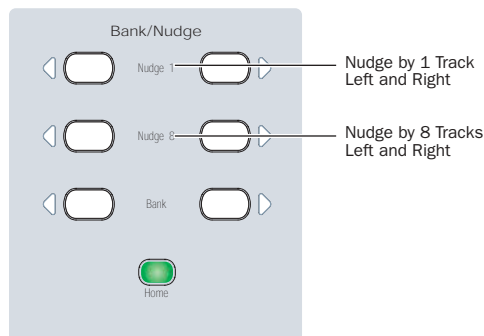 Bank/Nudge
Nudge 1
Nudge by 1 Track
Left and Right
Nudge 8
Nudge by 8 Tracks
Left and Right
Bank
Home